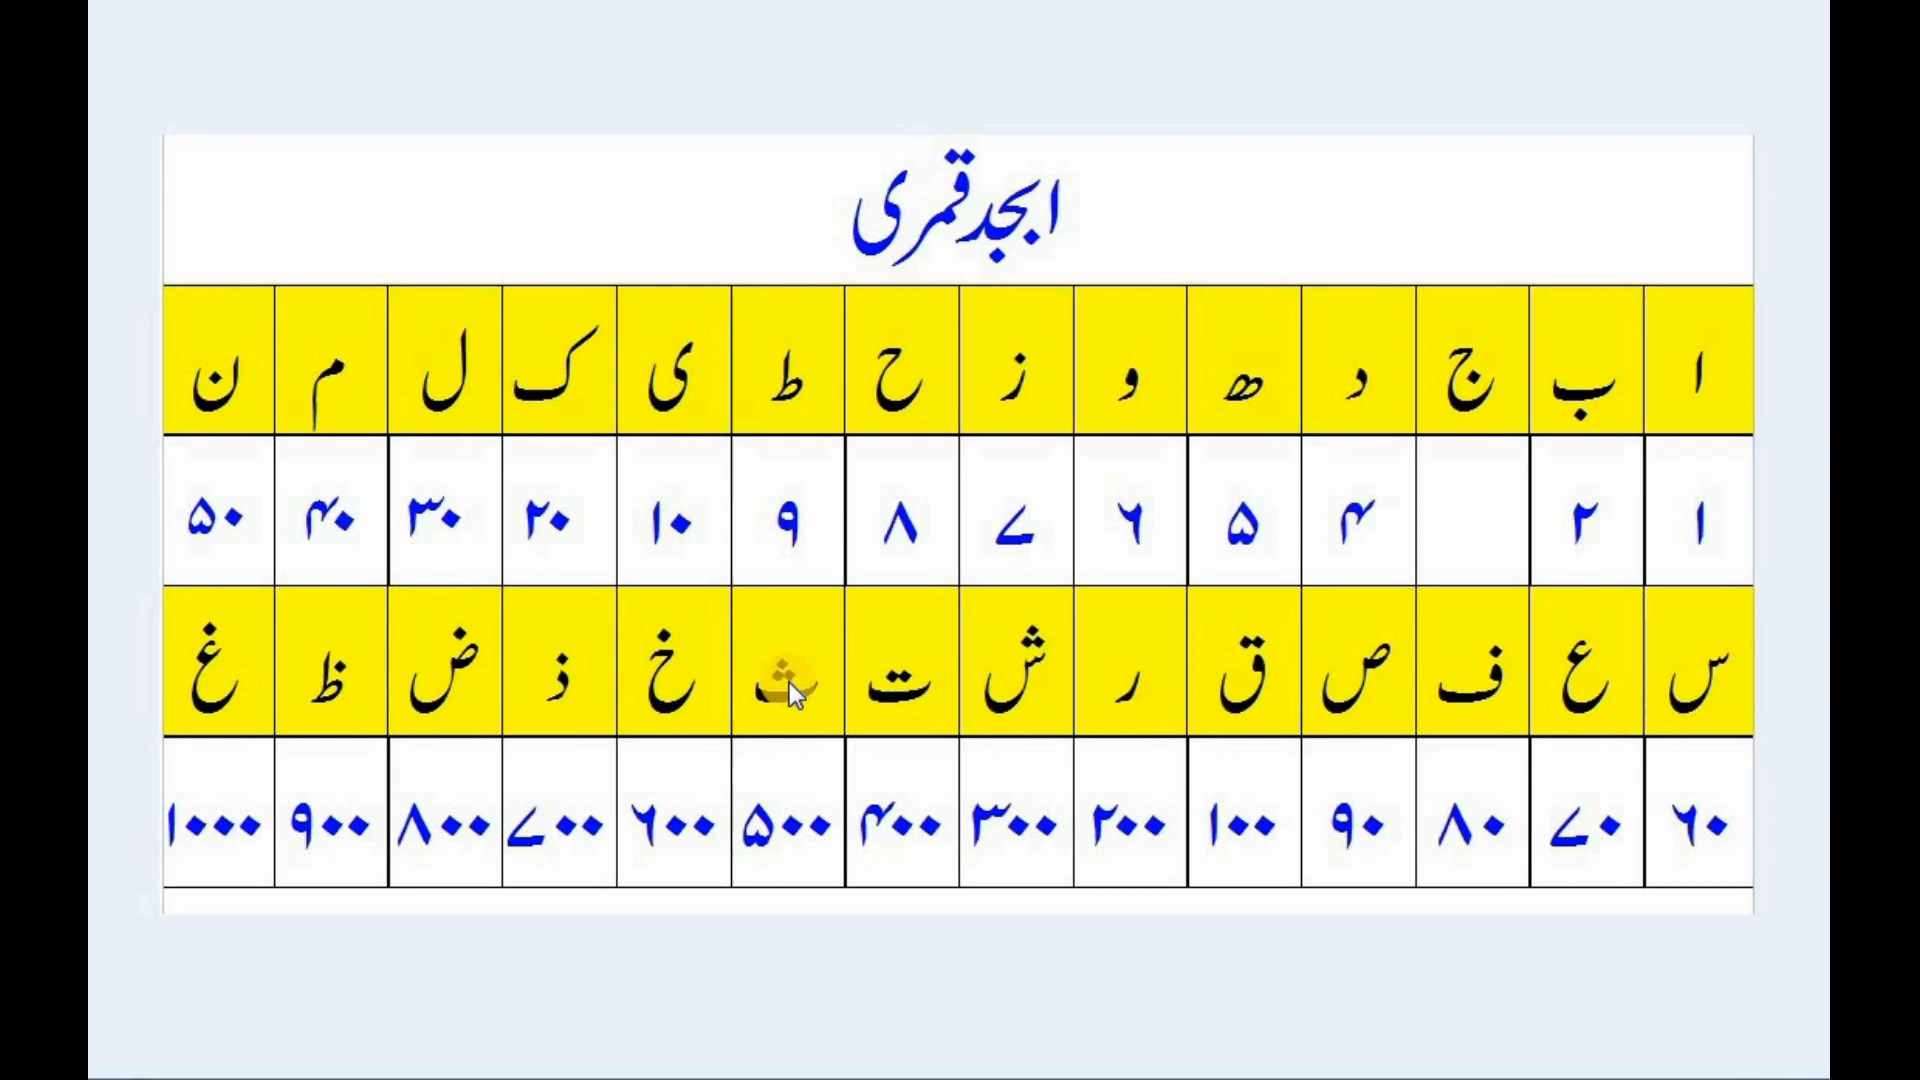 ابجد قمری
ا ب ج د ھ و ز ح ط ی ک ل م ن
۱ ۲ ۴ ۵ ۶ ۷ ۸ ۹ ۱۰ ۲۰ ۳۰ ۴۰ ۵۰
س ع ف ص ق ر ش ت ث خ ذ ض ظ غ
۶۰ ۷۰ ۸۰ ۹۰ ۱۰۰ ۲۰۰ ۳۰۰ ۴۰۰ ۵۰۰ ۶۰۰ ۷۰۰ ۸۰۰ ۹۰۰ ۱۰۰۰